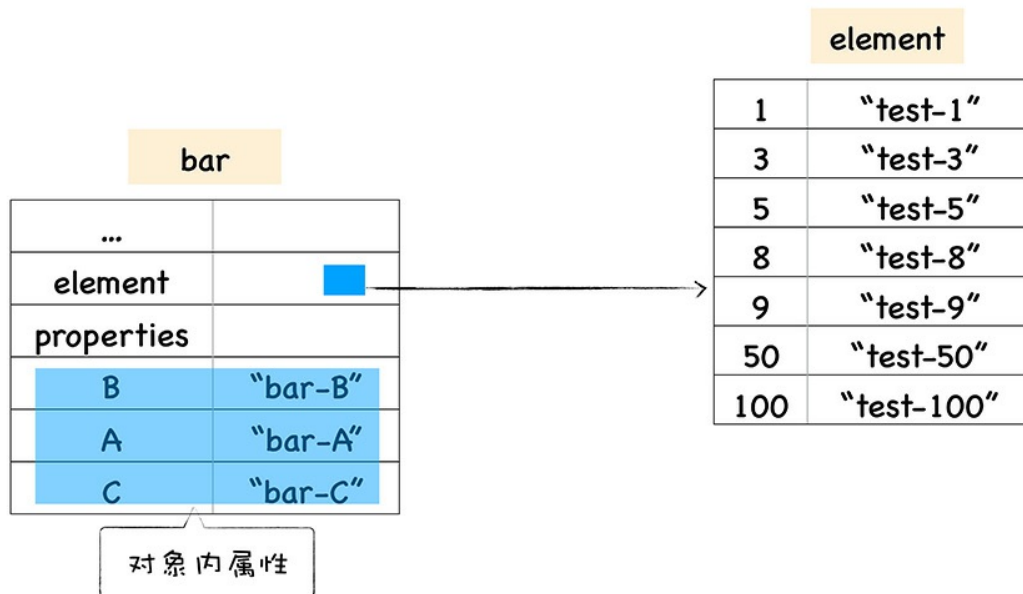 bar
...
element
properties
B “bar-B”
A “bar-A”
C “bar-C”
对象内属性
element
1 “test-1”
3 “test-3”
5 “test-5”
8 “test-8”
9 “test-9”
50 “test-50”
100 “test-100”